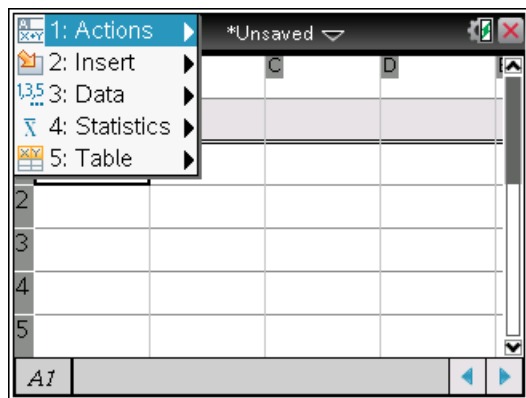 1: Actions
*Unsaved
2: Insert
C D E
1,3,5 3: Data
x̄ 4: Statistics
X Y 5: Table
2
3
4
5
A1